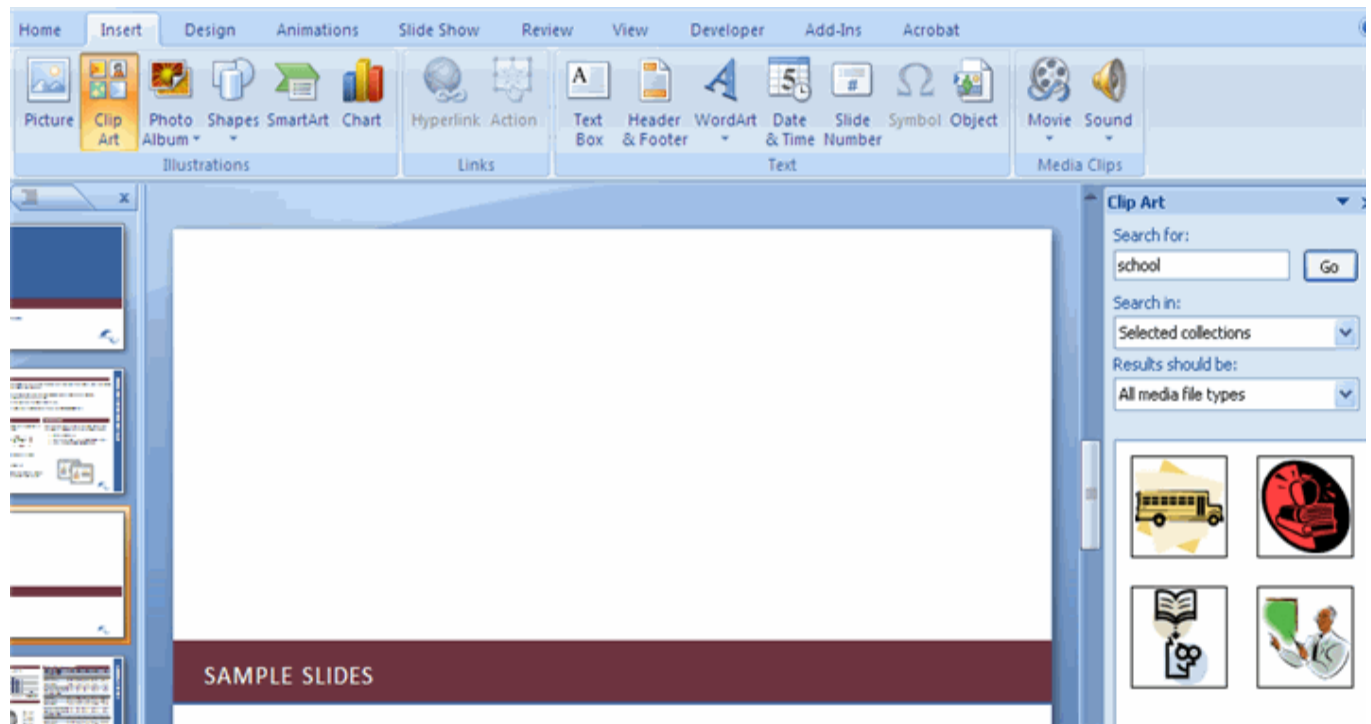 Home Insert Design Animations Slide Show Review View Developer Add-Ins Acrobat
Picture Clip Art Photo Album Shapes SmartArt Chart Hyperlink Action Text Box Header & Footer WordArt Date & Time Slide Number Symbol Object Movie Sound
Illustrations Links Text Media Clips
Clip Art
Search for:
school Go
Search in:
Selected collections
Results should be:
All media file types
SAMPLE SLIDES